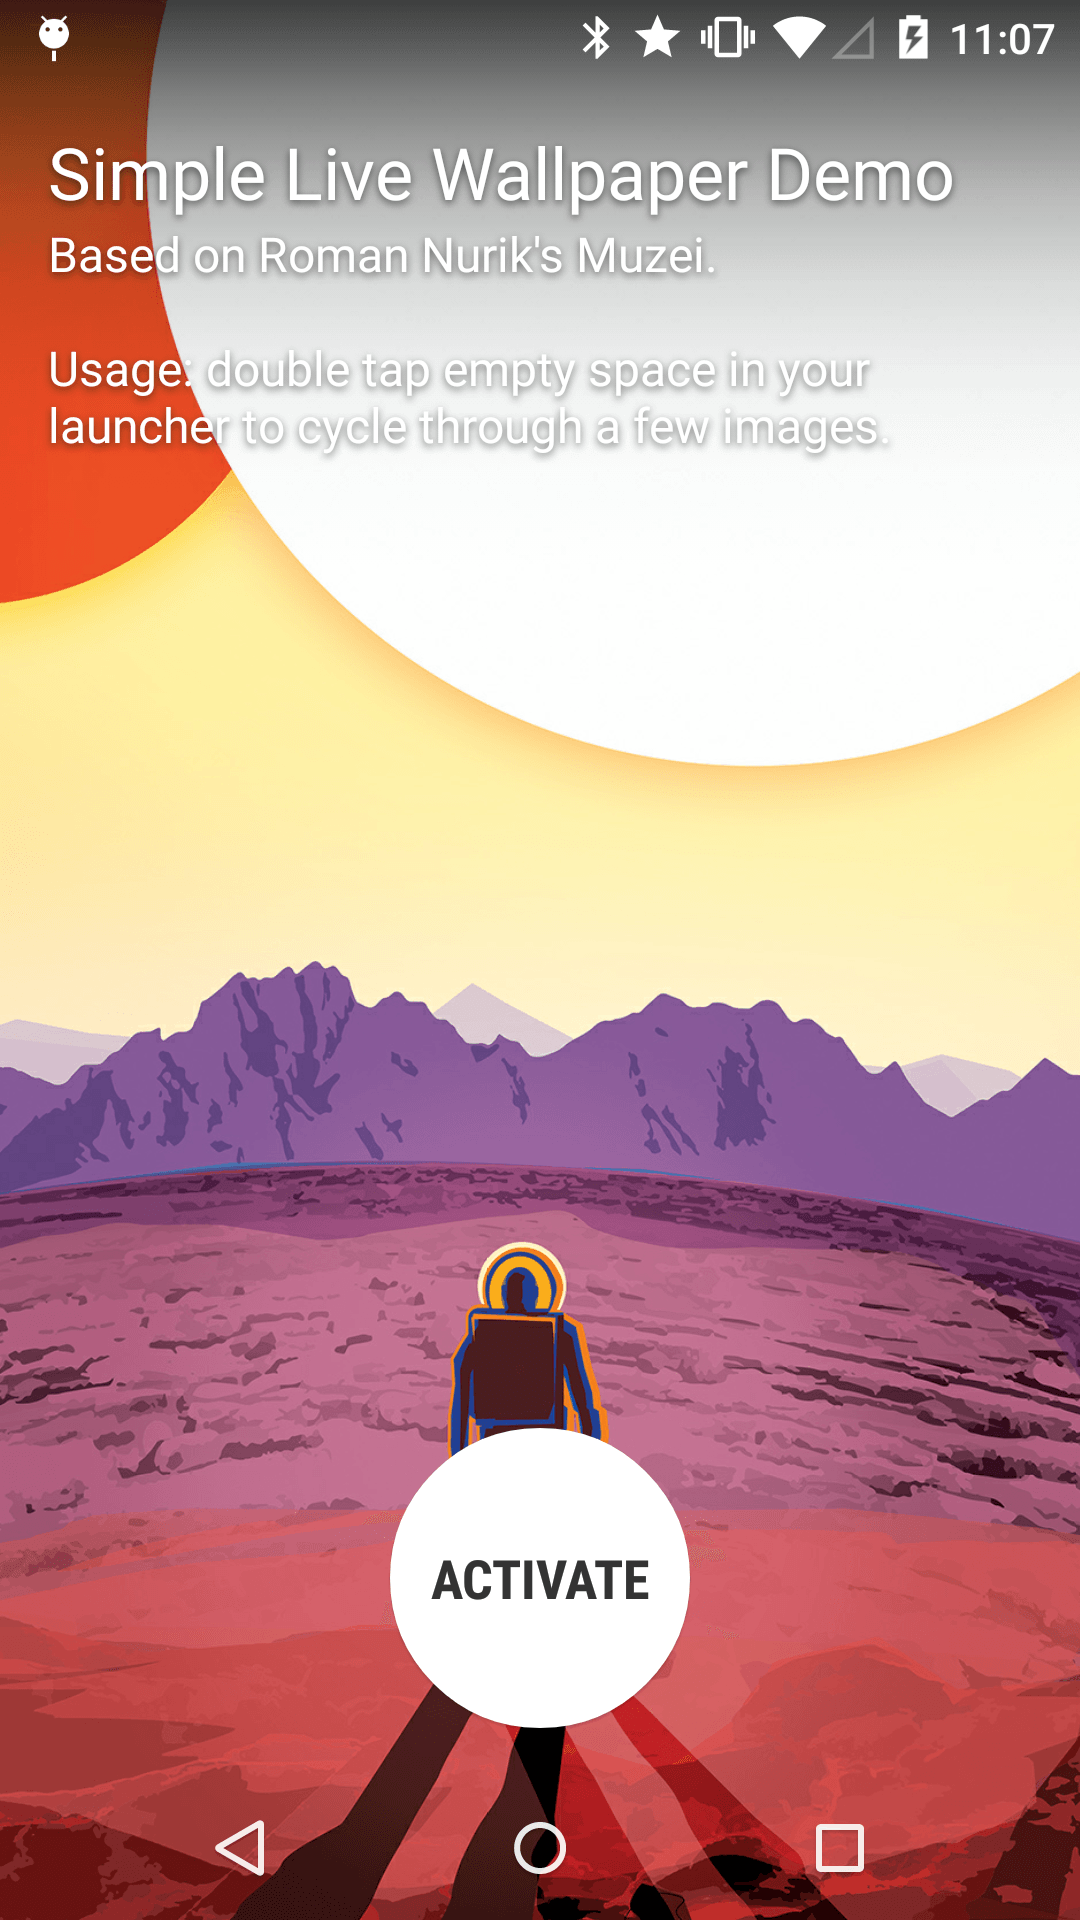 11:07
Simple Live Wallpaper Demo
Based on Roman Nurik's Muzei.
Usage: double tap empty space in your
launcher to cycle through a few images.
ACTIVATE